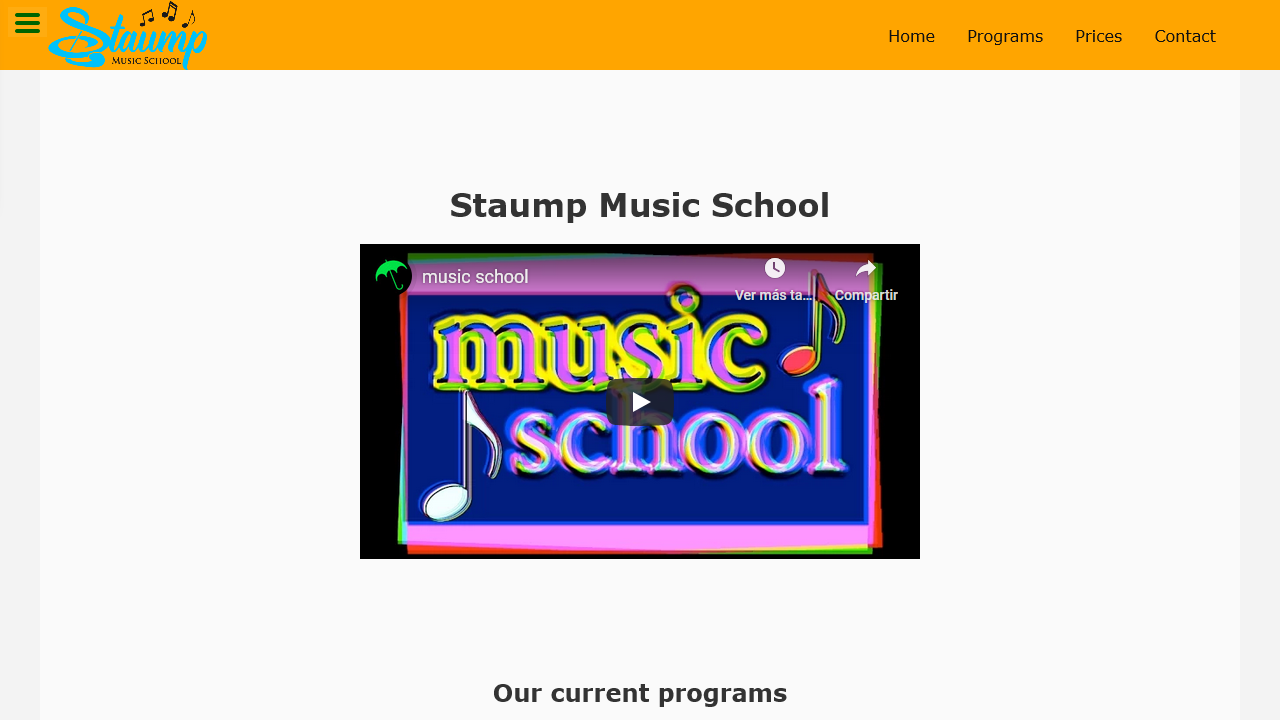 Staump
Music School
Home
Programs
Prices
Contact
Staump Music School
music school
Ver más ta...
Compartir
music
school
Our current programs